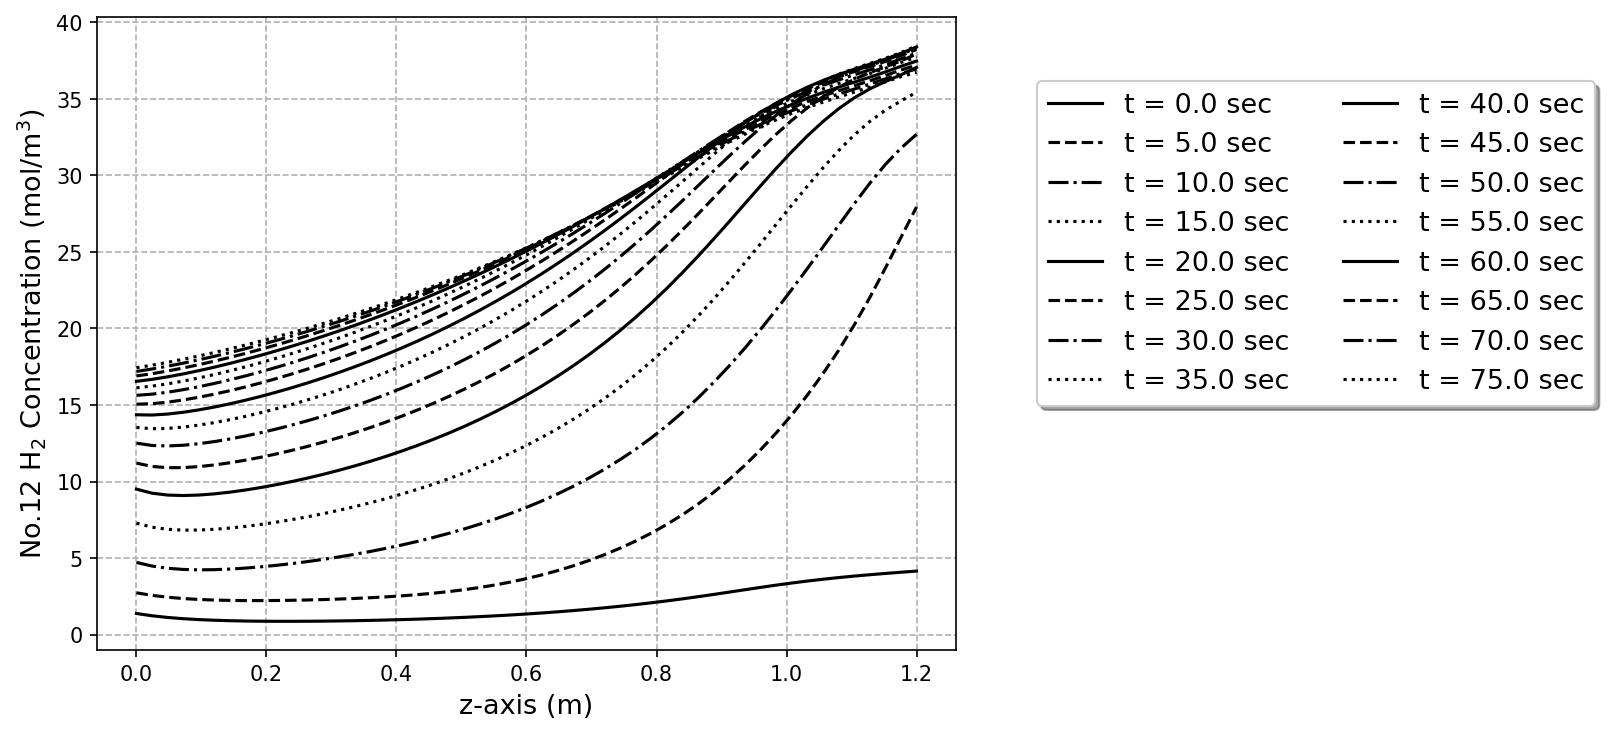 40
35
30
25
20
15
10
5
0
No.12 H₂ Concentration (mol/m³)
0.0 0.2 0.4 0.6 0.8 1.0 1.2
z-axis (m)
t = 0.0 sec t = 40.0 sec
t = 5.0 sec t = 45.0 sec
t = 10.0 sec t = 50.0 sec
t = 15.0 sec t = 55.0 sec
t = 20.0 sec t = 60.0 sec
t = 25.0 sec t = 65.0 sec
t = 30.0 sec t = 70.0 sec
t = 35.0 sec t = 75.0 sec